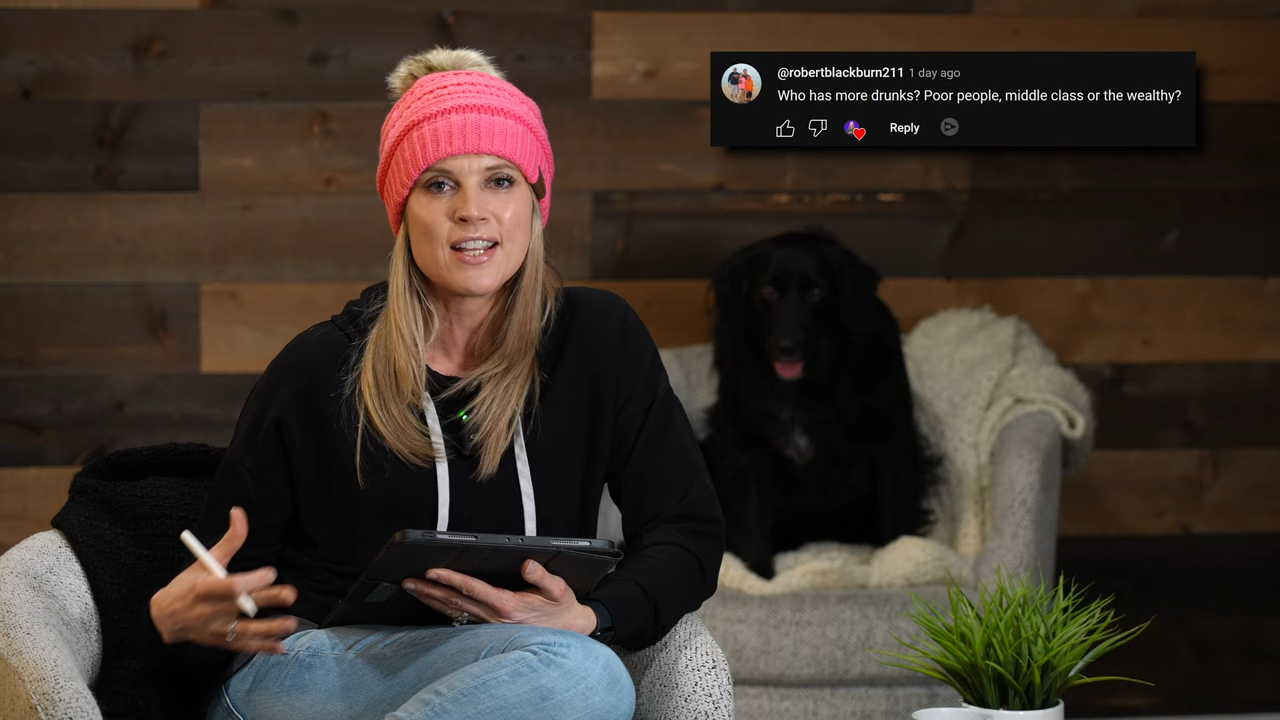 @robertblackburn211 1 day ago
Who has more drunks? Poor people, middle class or the wealthy?
Reply